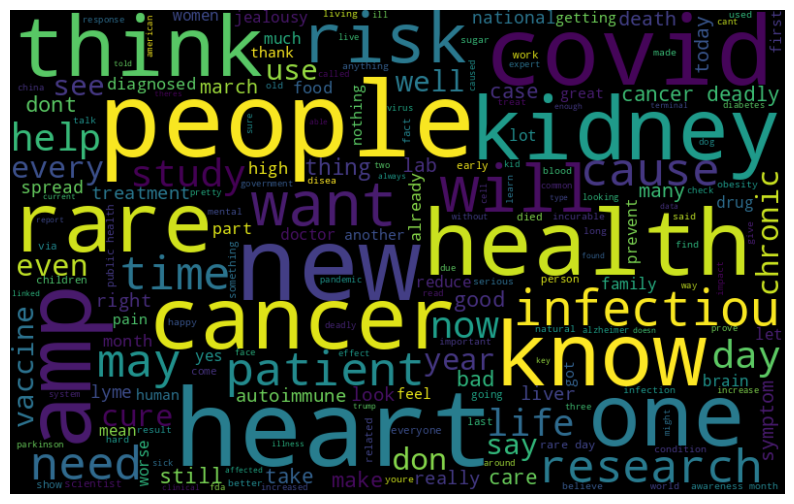 think
risk
covid
people
kidney
rare
new
health
cancer
know
heart
one
want
will
cause
amp
infectiou
research
patient
time
may
need
help
study
use
see
well
dont
every
diagnosed
march
food
women
jealousy
much
thank
response
american
living
ill
live
sugar
national
getting
death
today
used
cant
first
work
expert
made
told
anything
caused
called
treat
enough
old
virus
china
talk
sure
able
fact
nothing
case
great
cancer deadly
terminal
diabetes
dog
lot
spread
current
pretty
treatment
government
high
thing
lab
early
kid
blood
two
disea
always
cell
learn
common
type
looking
check
obesity
many
drug
report
mental
part
doctor
another
already
without
died
incurable
data
said
long
give
found
find
prevent
chronic
even
children
via
public health
something
pandemic
due
serious
person
way
family
impact
linked
right
reduce
read
good
now
day
let
pain
month
happy
deadly
important
natural
alzheimer
doesn
prove
vaccine
yes
face
effect
year
key
got
brain
come
going
bad
infection
increase
system
lyme
human
autoimmune
look
feel
liver
three
symptom
cure
mean
trump
last
life
might
related
everyone
say
rare day
condition
parkinson
hard
result
illness
don
really
around
worse
sick
still
take
make
care
show
scientist
affected
better
clinical
fda
increased
youre
believe
world
awareness month